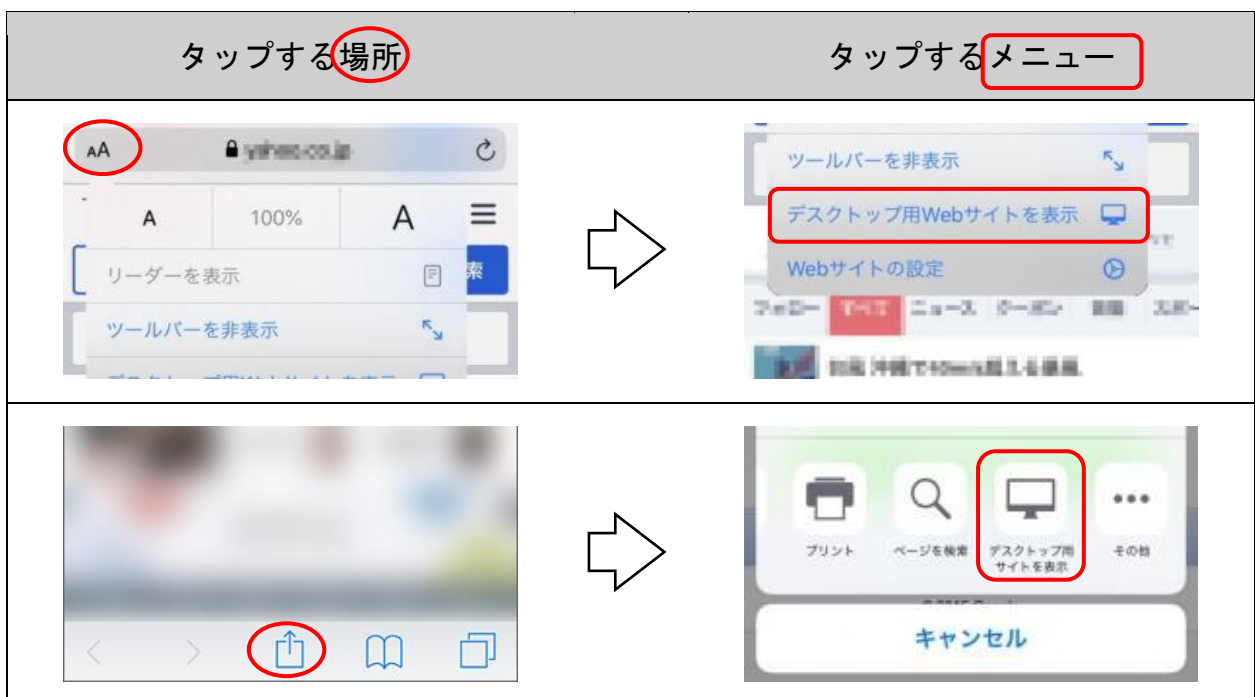 タップする場所
タップするメニュー
AA
A 100% A
リーダーを表示
ツールバーを非表示
ツールバーを非表示
デスクトップ用Webサイトを表示
Webサイトの設定
プリント
ページを検索
デスクトップ用
サイトを表示
その他
キャンセル